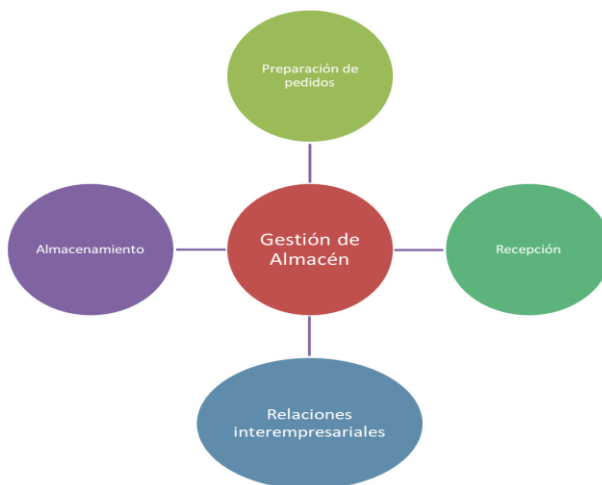 Preparación de
pedidos
Almacenamiento
Gestión de
Almacén
Recepción
Relaciones
interempresariales